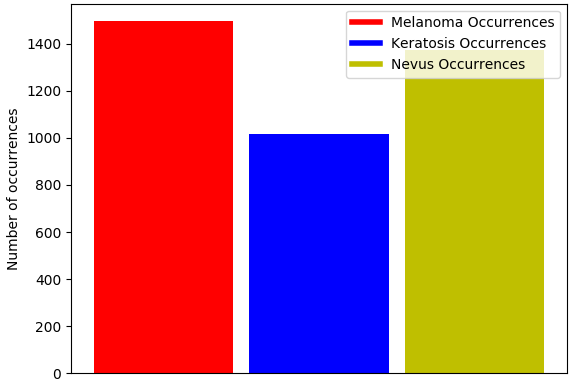 Melanoma Occurrences
Keratosis Occurrences
Nevus Occurrences
Number of occurrences
1400
1200
1000
800
600
400
200
0